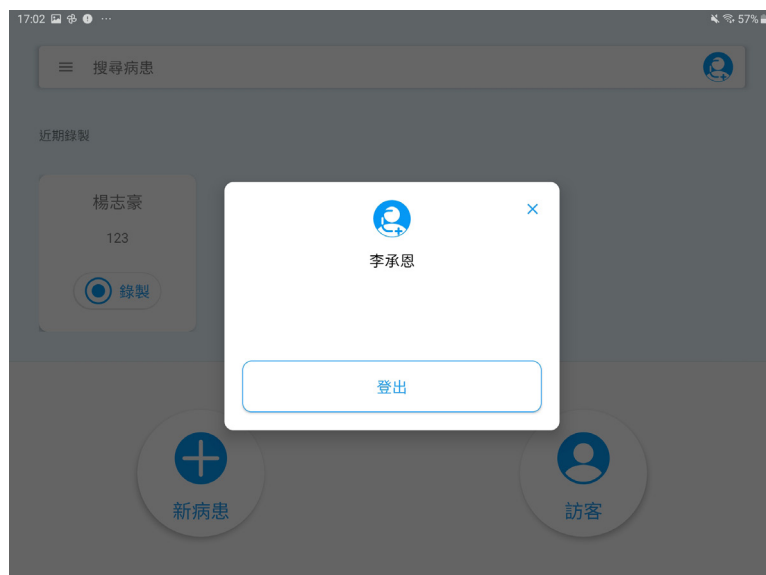 17:02 ··· 57%
搜尋病患
近期錄製
楊志豪
123
錄製
李承恩
登出
新病患
訪客